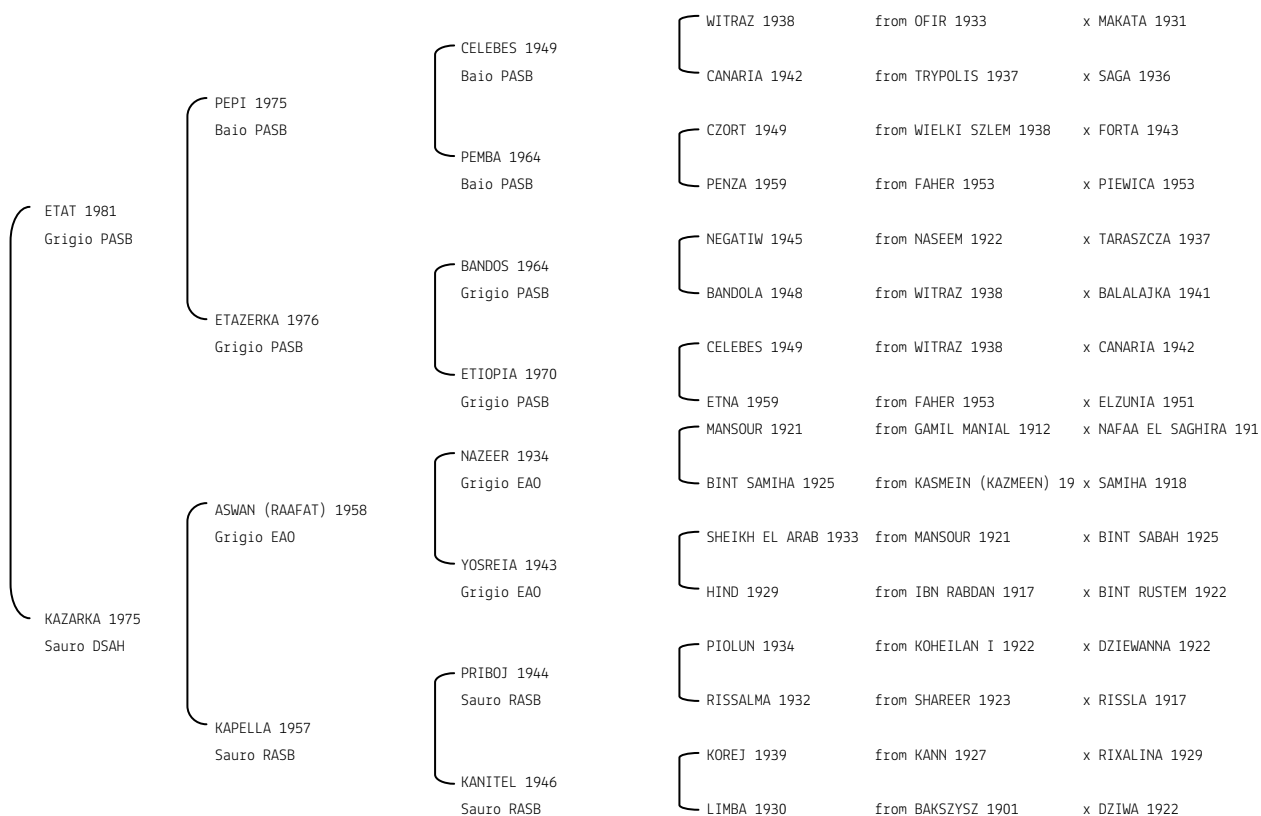 WITRAZ 1938 from OFIR 1933 x MAKATA 1931
CELEBES 1949
Baio PASB CANARIA 1942 from TRYPOLIS 1937 x SAGA 1936
PEPI 1975
Baio PASB CZORT 1949 from WIELKI SZLEM 1938 x FORTA 1943
PEMBA 1964
Baio PASB PENZA 1959 from FAHER 1953 x PIEWICA 1953
ETAT 1981
Grigio PASB NEGATIW 1945 from NASEEM 1922 x TARASZCZA 1937
BANDOS 1964
Grigio PASB BANDOLA 1948 from WITRAZ 1938 x BALALAJKA 1941
ETAZERKA 1976
Grigio PASB CELEBES 1949 from WITRAZ 1938 x CANARIA 1942
ETIOPIA 1970
Grigio PASB ETNA 1959 from FAHER 1953 x ELZUNIA 1951
MANSOUR 1921 from GAMIL MANIAL 1912 x NAFAA EL SAGHIRA 191
NAZEER 1934
Grigio EAO BINT SAMIHA 1925 from KASMEIN (KAZMEEN) 19 x SAMIHA 1918
ASWAN (RAAFAT) 1958
Grigio EAO SHEIKH EL ARAB 1933 from MANSOUR 1921 x BINT SABAH 1925
YOSREIA 1943
Grigio EAO HIND 1929 from IBN RABDAN 1917 x BINT RUSTEM 1922
KAZARKA 1975
Sauro DSAH PIOLUN 1934 from KOHEILAN I 1922 x DZIEWANNA 1922
PRIBOJ 1944
Sauro RASB RISSALMA 1932 from SHAREER 1923 x RISSLA 1917
KAPELLA 1957
Sauro RASB KOREJ 1939 from KANN 1927 x RIXALINA 1929
KANITEL 1946
Sauro RASB LIMBA 1930 from BAKSZYSZ 1901 x DZIWA 1922